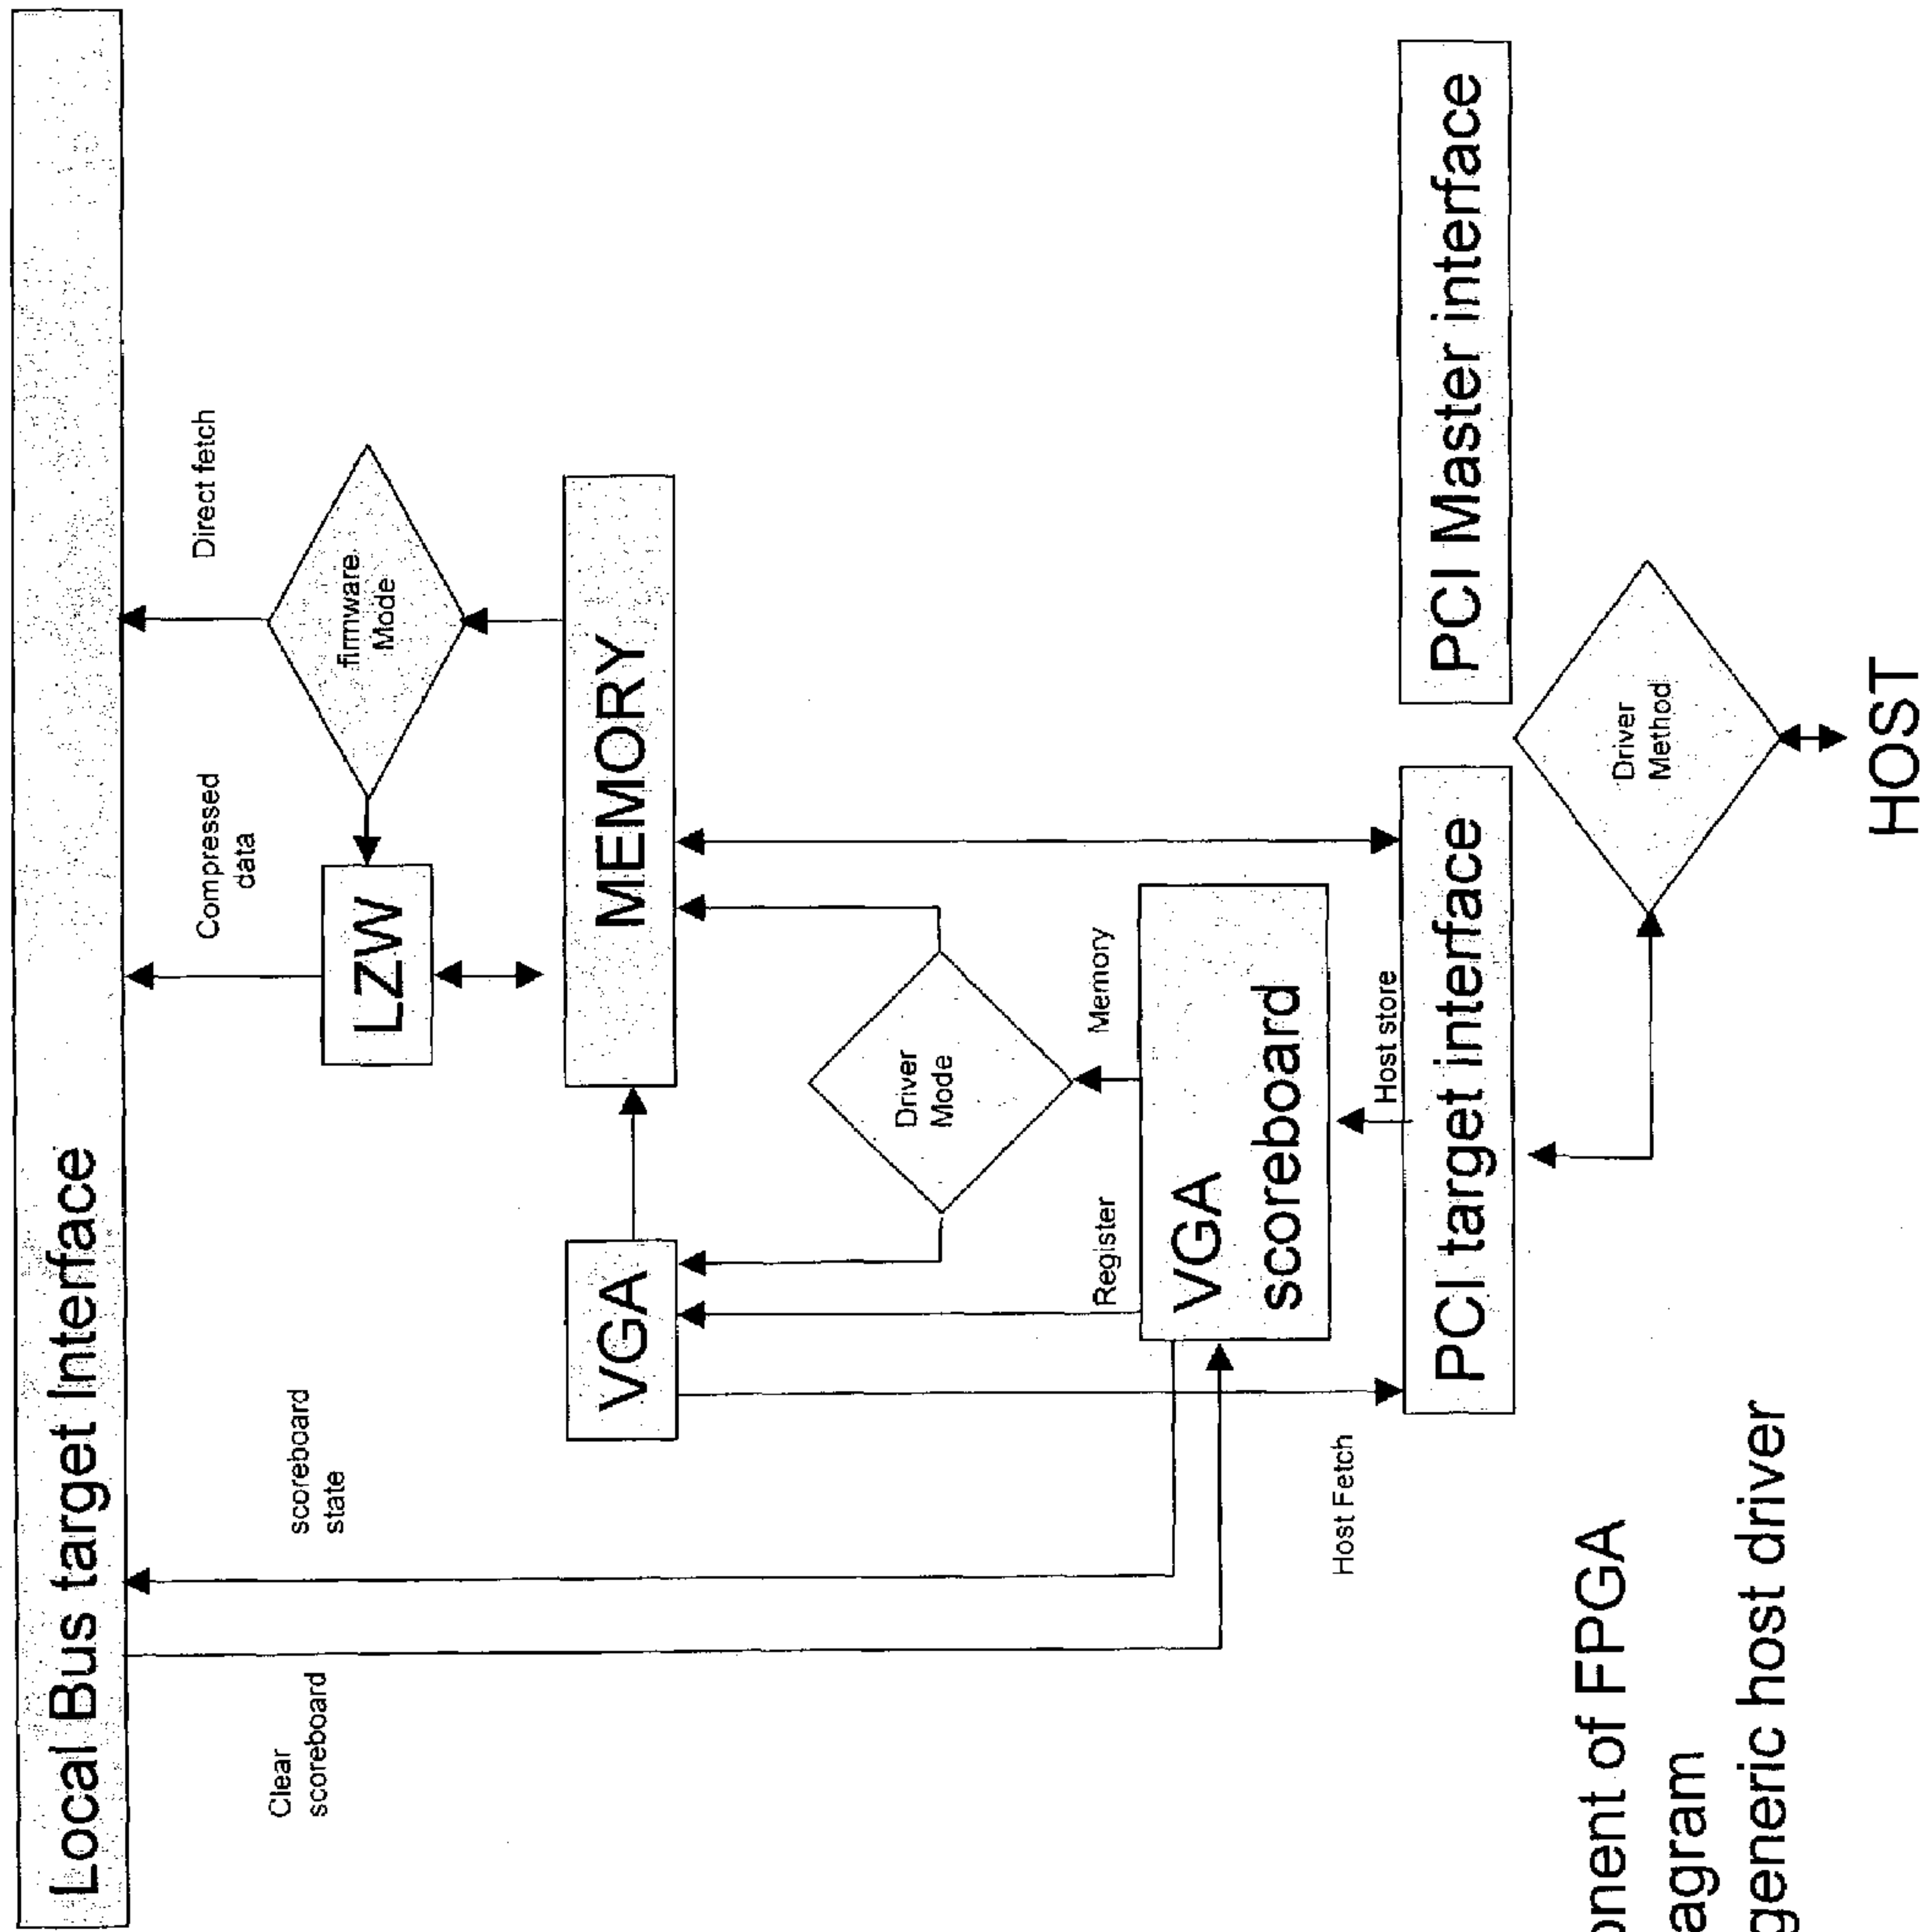 Local Bus target Interface
Clear
scoreboard
scoreboard
state
Compressed
data
Direct fetch
LZW
firmware
Mode
VGA
MEMORY
Driver
Mode
Register
Memory
VGA
scoreboard
Host Fetch
Host store
PCI target interface
PCI Master interface
Driver
Method
HOST
onent of FPGA
agram
generic host driver